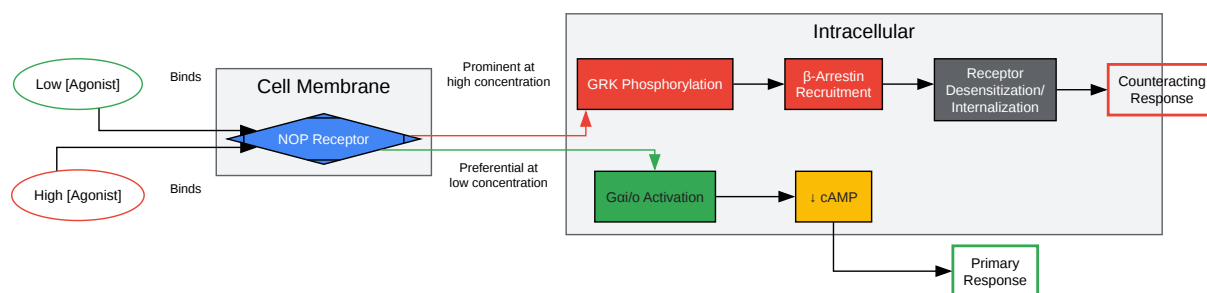 Intracellular
Cell Membrane
Low [Agonist]
Binds
High [Agonist]
Binds
NOP Receptor
Prominent at
high concentration
Preferential at
low concentration
GRK Phosphorylation
β-Arrestin
Recruitment
Receptor
Desensitization/
Internalization
Counteracting
Response
Gαi/o Activation
↓ cAMP
Primary
Response